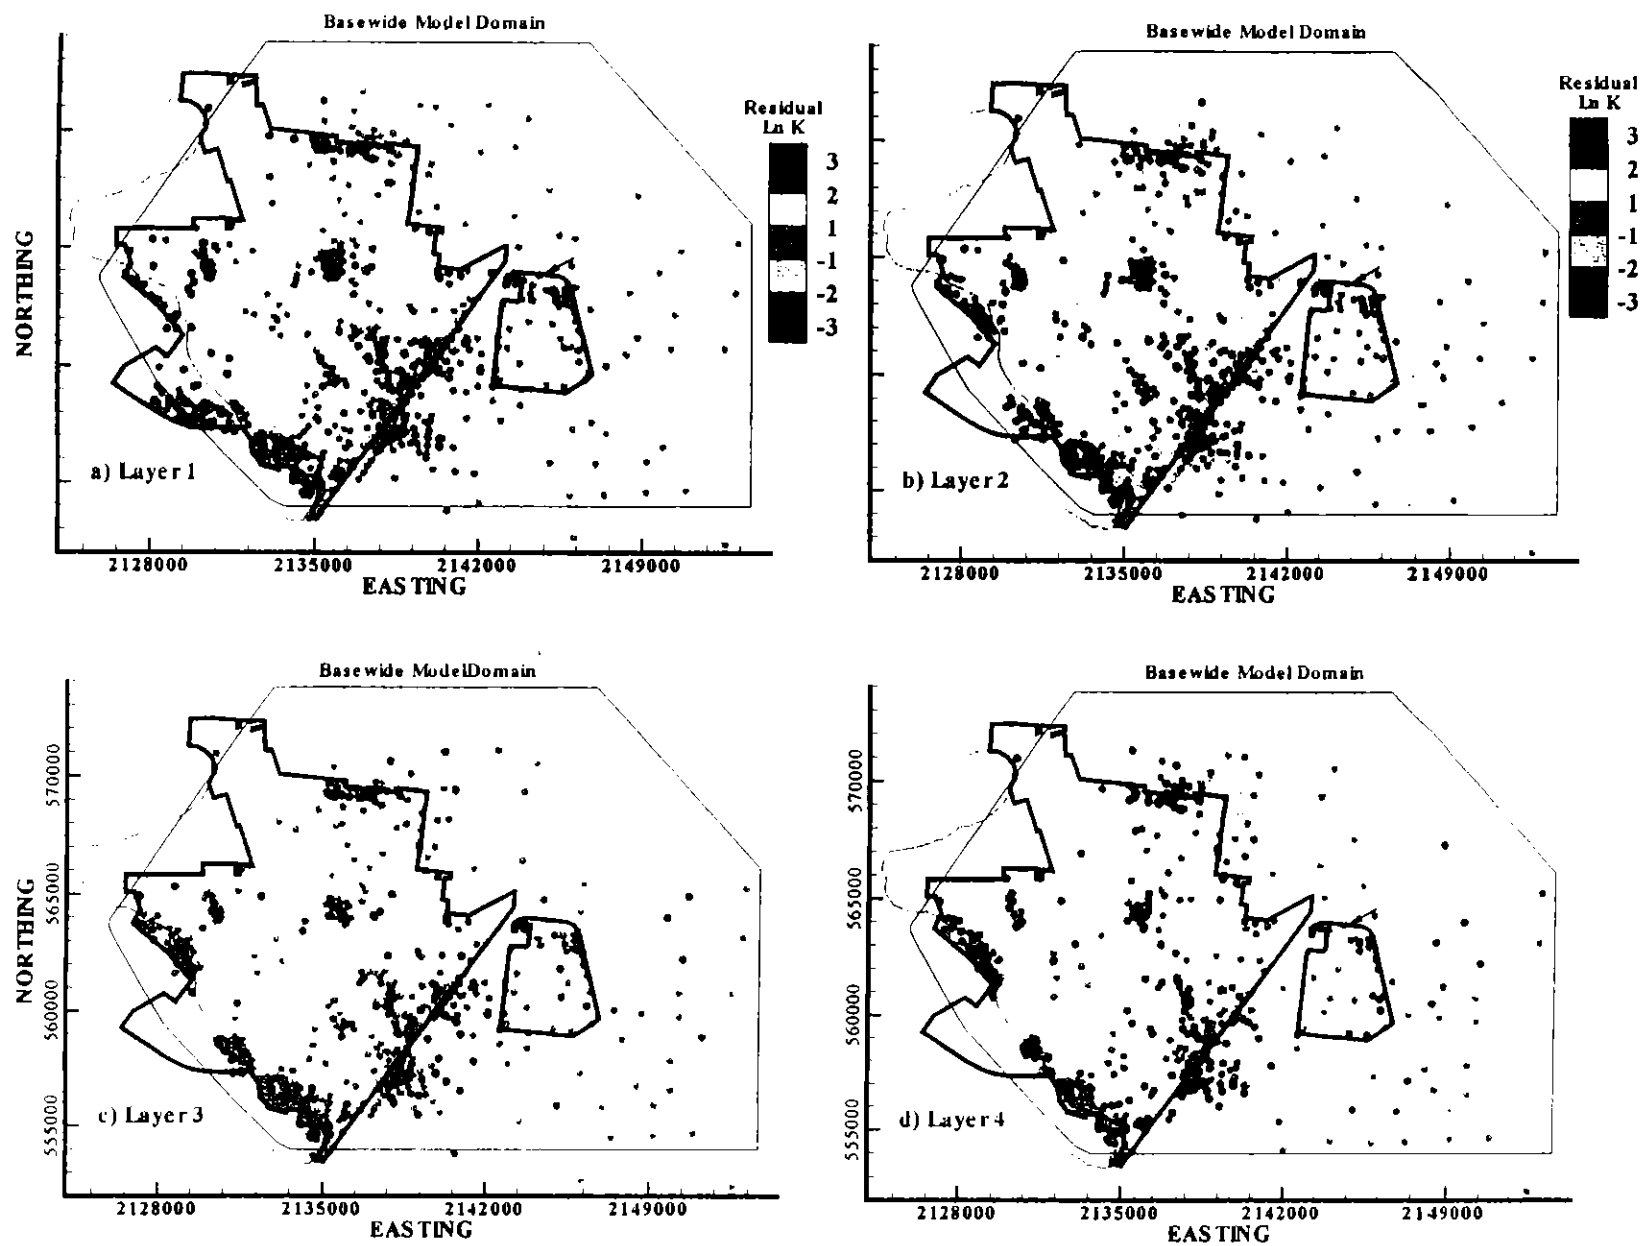 Basewide Model Domain
NORTHING
Residual
Ln K
3
2
1
-1
-2
-3
a) Layer 1
2128000 2135000 2142000 2149000
EASTING
Basewide Model Domain
Residual
Ln K
3
2
1
-1
-2
-3
b) Layer 2
2128000 2135000 2142000 2149000
EASTING
Basewide ModelDomain
NORTHING
570000
565000
560000
555000
c) Layer 3
2128000 2135000 2142000 2149000
EASTING
Basewide Model Domain
570000
565000
560000
555000
d) Layer 4
2128000 2135000 2142000 2149000
EASTING